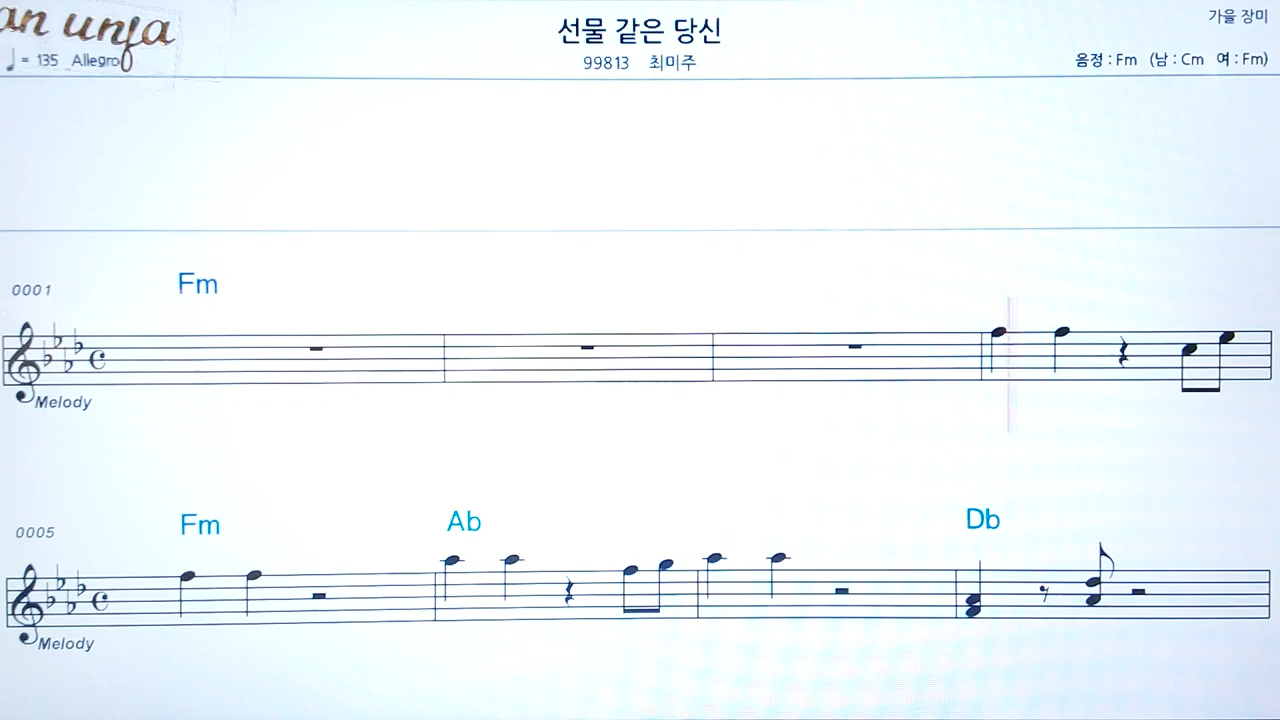 선물 같은 당신
가을 장미
an unja
♩ = 135 Allegro
99813 최미주
음정 : Fm (남 : Cm 여 : Fm)
0001
Fm
Melody
0005
Fm Ab Db
Melody